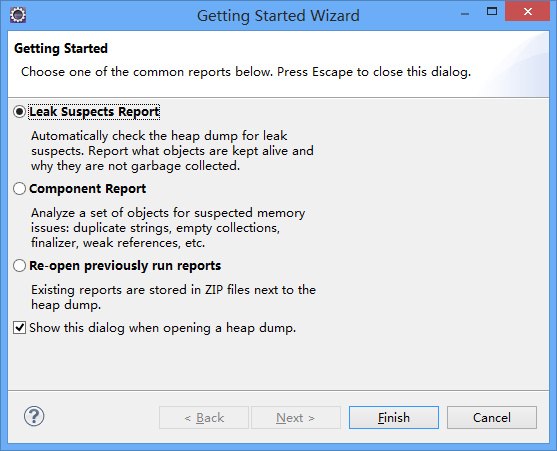 Getting Started Wizard
Getting Started
Choose one of the common reports below. Press Escape to close this dialog.
Leak Suspects Report
Automatically check the heap dump for leak
suspects. Report what objects are kept alive and
why they are not garbage collected.
Component Report
Analyze a set of objects for suspected memory
issues: duplicate strings, empty collections,
finalizer, weak references, etc.
Re-open previously run reports
Existing reports are stored in ZIP files next to the
heap dump.
Show this dialog when opening a heap dump.
? < Back Next > Finish Cancel